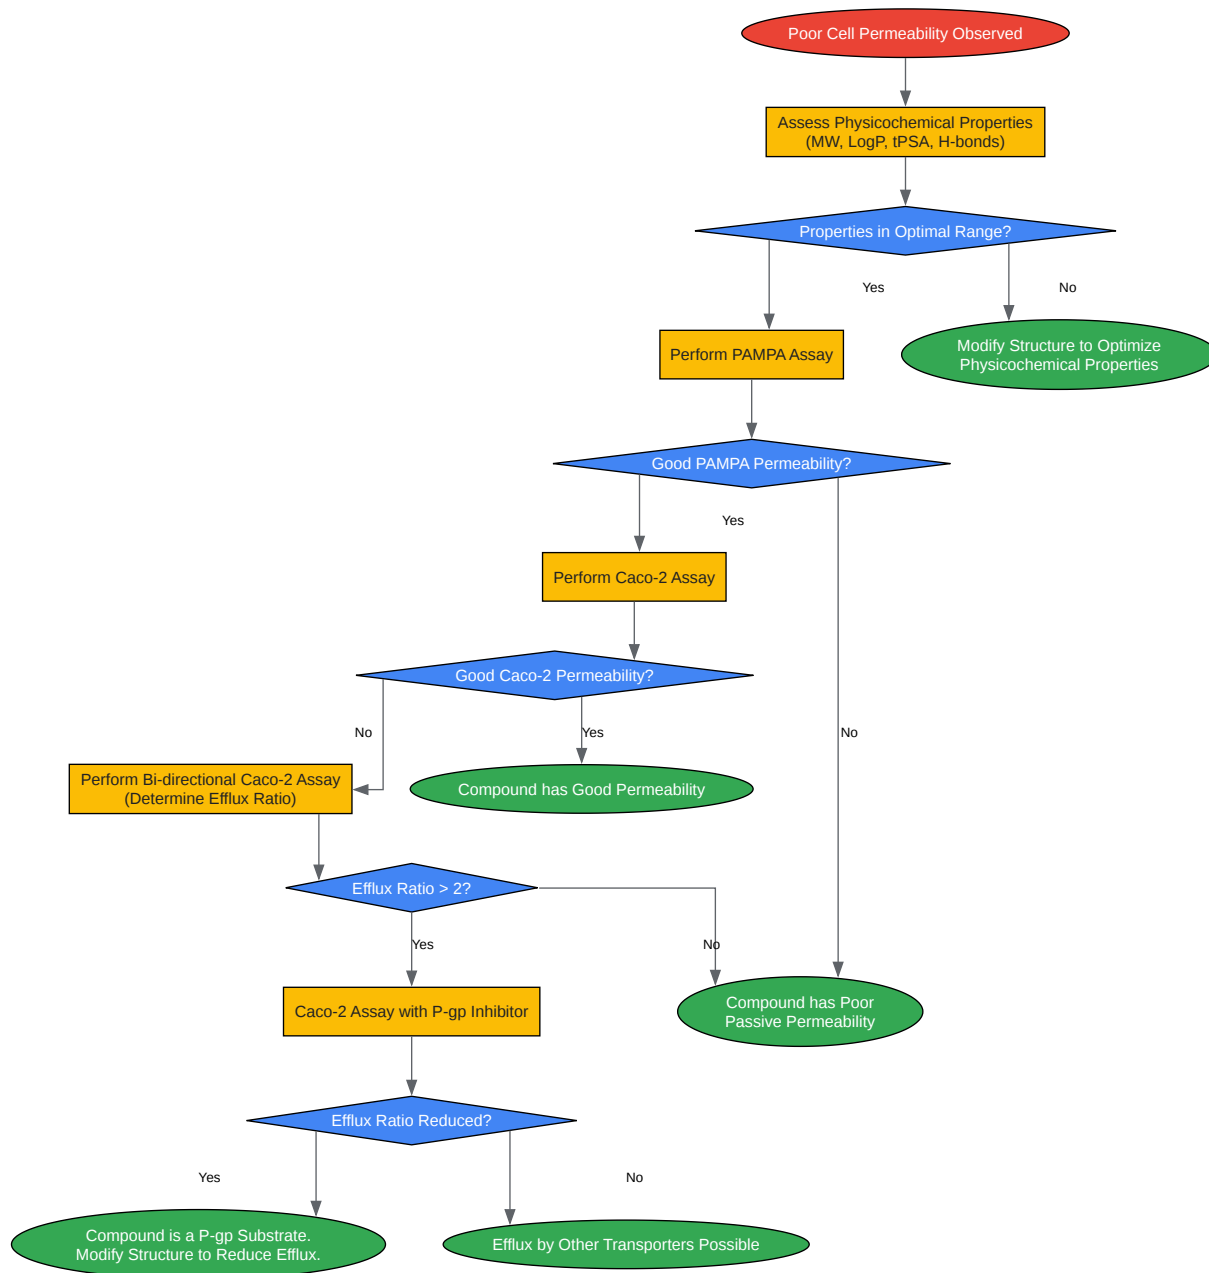 Poor Cell Permeability Observed
Assess Physicochemical Properties
(MW, LogP, tPSA, H-bonds)
Properties in Optimal Range?
Yes
No
Perform PAMPA Assay
Modify Structure to Optimize
Physicochemical Properties
Good PAMPA Permeability?
Yes
Perform Caco-2 Assay
Good Caco-2 Permeability?
No
Yes
No
Perform Bi-directional Caco-2 Assay
(Determine Efflux Ratio)
Compound has Good Permeability
Efflux Ratio > 2?
Yes
No
Caco-2 Assay with P-gp Inhibitor
Compound has Poor
Passive Permeability
Efflux Ratio Reduced?
Yes
No
Compound is a P-gp Substrate.
Modify Structure to Reduce Efflux.
Efflux by Other Transporters Possible